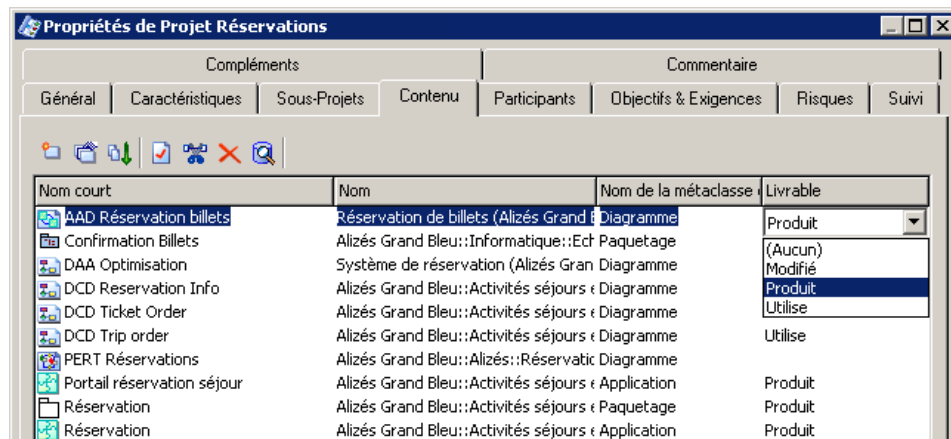 Propriétés de Projet Réservations
Compléments Commentaire
Général Caractéristiques Sous-Projets Contenu Participants Objectifs & Exigences Risques Suivi
Nom court Nom Nom de la métaclasse Livrable
AAD Réservation billets Réservation de billets (Alizés Grand Diagramme Produit
Confirmation Billets Alizés Grand Bleu::Informatique::Ech Paquetage (Aucun)
DAA Optimisation Système de réservation (Alizés Gran Diagramme Modifié
DCD Reservation Info Alizés Grand Bleu::Activités séjours Diagramme Produit
DCD Ticket Order Alizés Grand Bleu::Activités séjours Diagramme Utilise
DCD Trip order Alizés Grand Bleu::Activités séjours Diagramme Utilise
PERT Réservations Alizés Grand Bleu::Alizés::Réservatic Diagramme
Portail réservation séjour Alizés Grand Bleu::Activités séjours Application Produit
Réservation Alizés Grand Bleu::Activités séjours Paquetage Produit
Réservation Alizés Grand Bleu::Activités séjours Application Produit